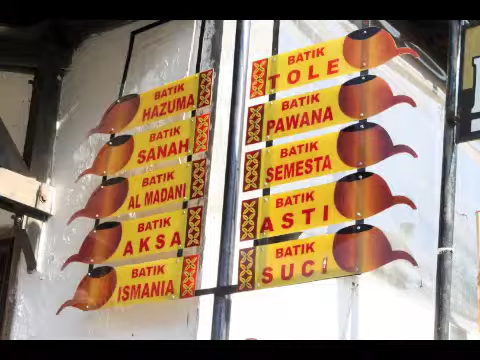 BATIK
HAZUMA
BATIK
SANAH
BATIK
AL MADANI
BATIK
AKSA
BATIK
ISMANIA
BATIK
TOLE
BATIK
PAWANA
BATIK
SEMESTA
BATIK
ASTI
BATIK
SUCI